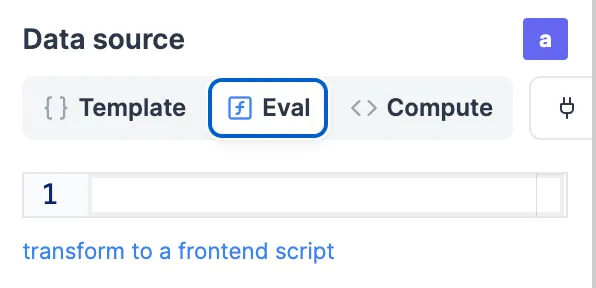 Data source
a
{} Template
f Eval
<> Compute
1
transform to a frontend script